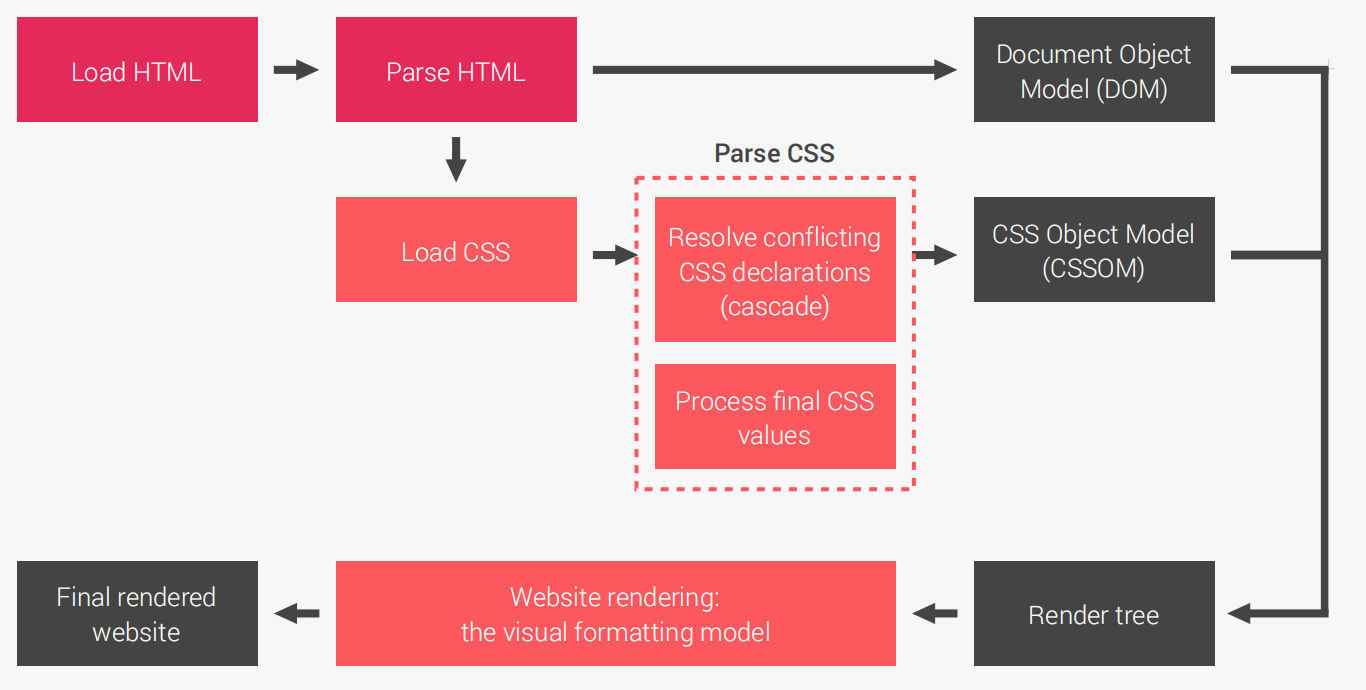 Load HTML
Parse HTML
Document Object
Model (DOM)
Parse CSS
Load CSS
Resolve conflicting
CSS declarations
(cascade)
CSS Object Model
(CSSOM)
Process final CSS
values
Final rendered
website
Website rendering:
the visual formatting model
Render tree